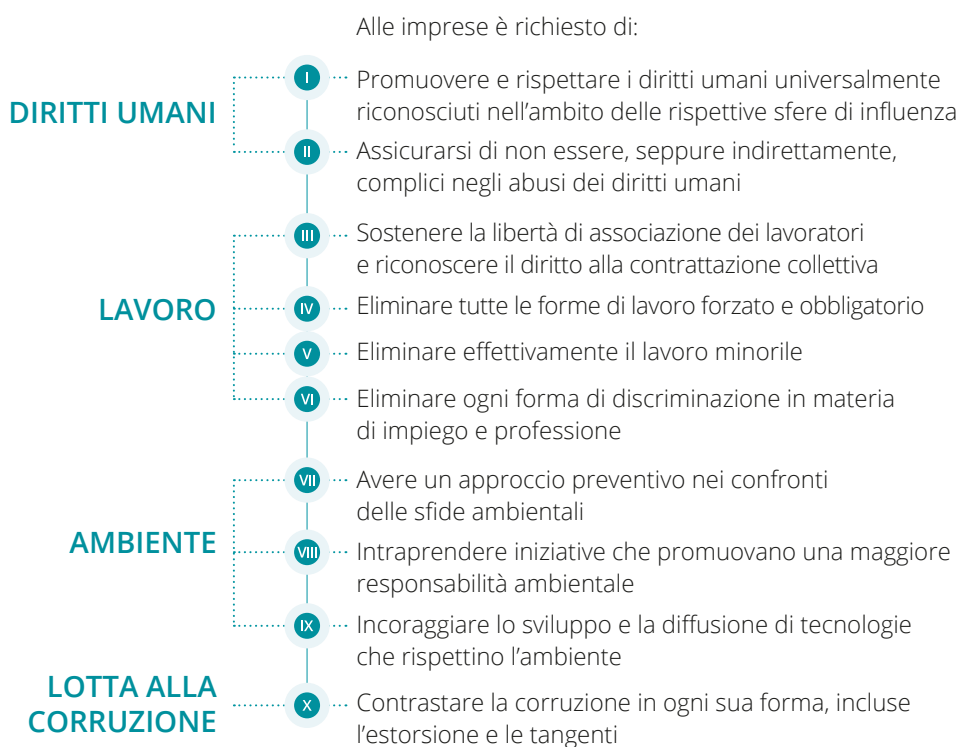 Alle imprese è richiesto di:
DIRITTI UMANI
I
Promuovere e rispettare i diritti umani universalmente
riconosciuti nell'ambito delle rispettive sfere di influenza
II
Assicurarsi di non essere, seppure indirettamente,
complici negli abusi dei diritti umani
LAVORO
III
Sostenere la libertà di associazione dei lavoratori
e riconoscere il diritto alla contrattazione collettiva
IV
Eliminare tutte le forme di lavoro forzato e obbligatorio
V
Eliminare effettivamente il lavoro minorile
VI
Eliminare ogni forma di discriminazione in materia
di impiego e professione
AMBIENTE
VII
Avere un approccio preventivo nei confronti
delle sfide ambientali
VIII
Intraprendere iniziative che promuovano una maggiore
responsabilità ambientale
IX
Incoraggiare lo sviluppo e la diffusione di tecnologie
che rispettino l'ambiente
LOTTA ALLA
CORRUZIONE
X
Contrastare la corruzione in ogni sua forma, incluse
l'estorsione e le tangenti